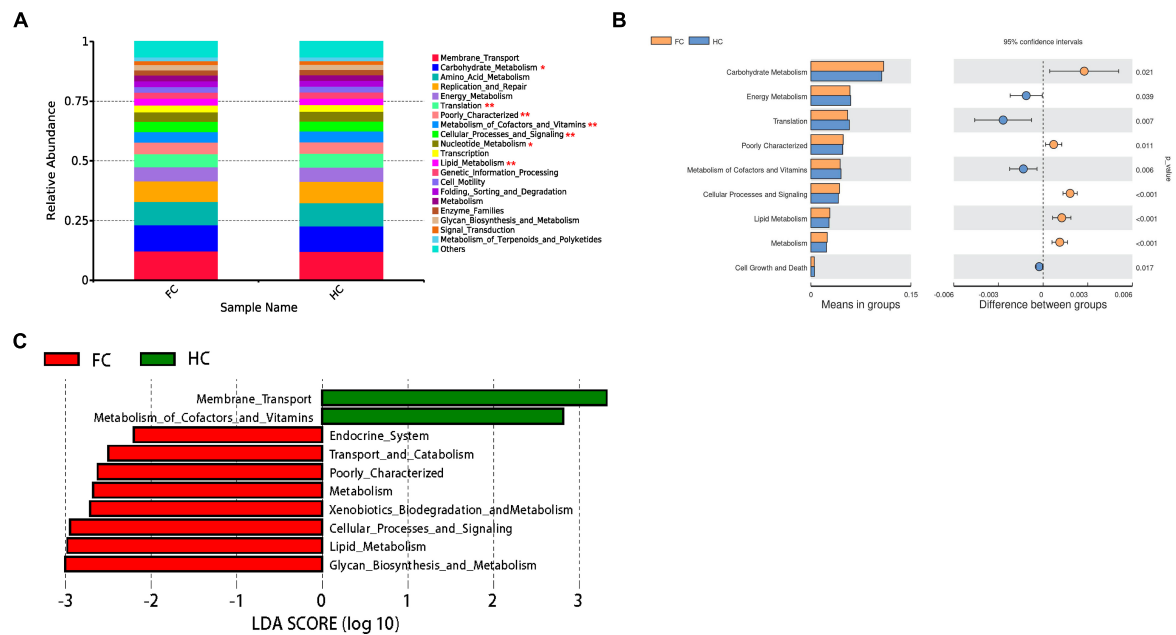 A
1
0.75
0.5
0.25
0
Relative Abundance
FC
HC
Sample Name
Membrane_Transport
Carbohydrate_Metabolism *
Amino_Acid_Metabolism
Replication_and_Repair
Energy_Metabolism
Translation **
Poorly_Characterized **
Metabolism_of_Cofactors_and_Vitamins **
Cellular_Processes_and_Signaling **
Nucleotide_Metabolism *
Transcription
Lipid_Metabolism **
Genetic_Information_Processing
Cell_Motility
Folding,_Sorting_and_Degradation
Metabolism
Enzyme_Families
Glycan_Biosynthesis_and_Metabolism
Signal_Transduction
Metabolism_of_Terpenoids_and_Polyketides
Others
B
FC HC
95% confidence intervals
Carbohydrate Metabolism 0.021
Energy Metabolism 0.039
Translation 0.007
Poorly Characterized 0.011
Metabolism of Cofactors and Vitamins 0.006
Cellular Processes and Signaling <0.001
Lipid Metabolism <0.001
Metabolism <0.001
Cell Growth and Death 0.017
p_value
0 0.15 -0.006 -0.003 0 0.003 0.006
Means in groups Difference between groups
C
FC HC
Membrane_Transport
Metabolism_of_Cofactors_and_Vitamins
Endocrine_System
Transport_and_Catabolism
Poorly_Characterized
Metabolism
Xenobiotics_Biodegradation_andMetabolism
Cellular_Processes_and_Signaling
Lipid_Metabolism
Glycan_Biosynthesis_and_Metabolism
-3 -2 -1 0 1 2 3
LDA SCORE (log 10)